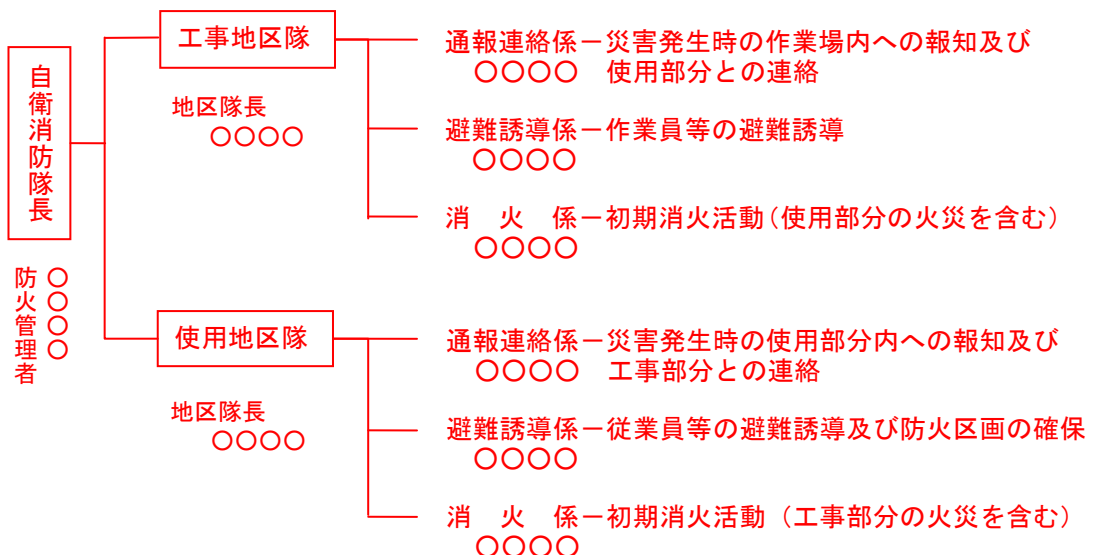 自衛消防隊長
防火管理者 〇〇〇〇
工事地区隊
地区隊長
〇〇〇〇
通報連絡係－災害発生時の作業場内への報知及び
〇〇〇〇 使用部分との連絡
避難誘導係－作業員等の避難誘導
〇〇〇〇
消 火 係－初期消火活動（使用部分の火災を含む）
〇〇〇〇
使用地区隊
地区隊長
〇〇〇〇
通報連絡係－災害発生時の使用部分内への報知及び
〇〇〇〇 工事部分との連絡
避難誘導係－従業員等の避難誘導及び防火区画の確保
〇〇〇〇
消 火 係－初期消火活動（工事部分の火災を含む）
〇〇〇〇